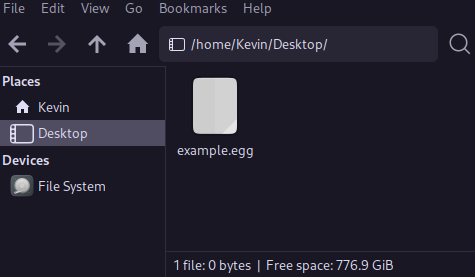 File Edit View Go Bookmarks Help
/home/Kevin/Desktop/
Places
Kevin
Desktop
Devices
File System
example.egg
1 file: 0 bytes | Free space: 776.9 GiB